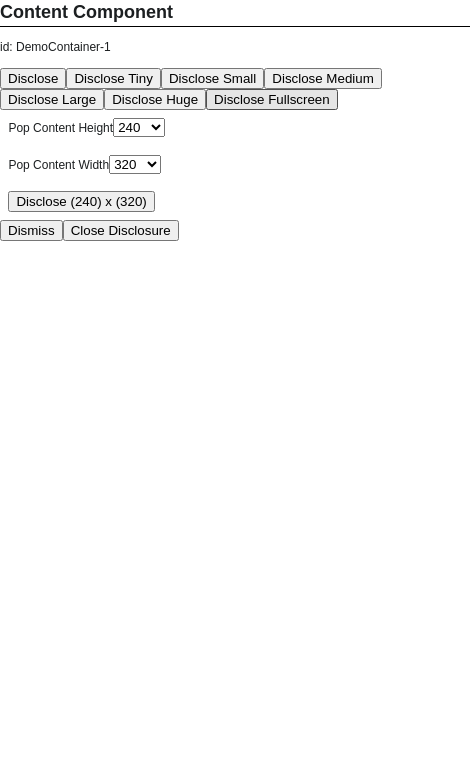 Content Component
id: DemoContainer-1
Disclose Disclose Tiny Disclose Small Disclose Medium
Disclose Large Disclose Huge Disclose Fullscreen
Pop Content Height 240
Pop Content Width 320
Disclose (240) x (320)
Dismiss Close Disclosure